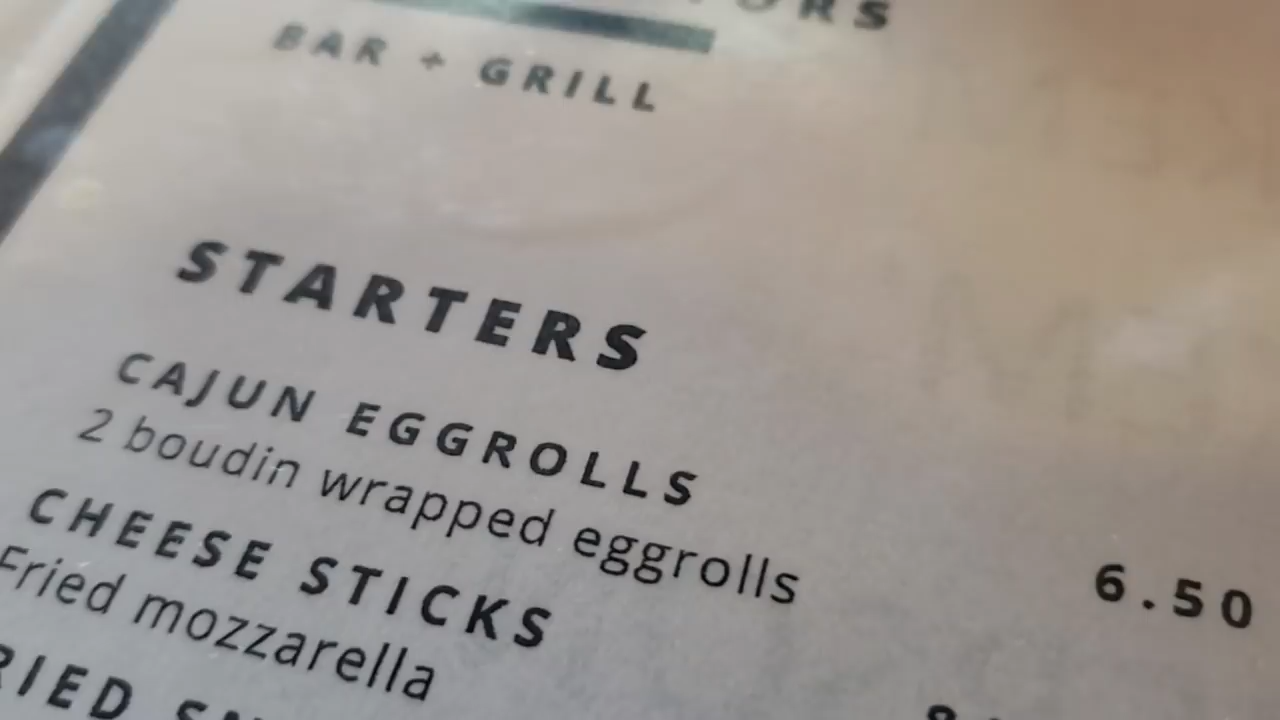 BAR + GRILL
STARTERS
CAJUN EGGROLLS
2 boudin wrapped eggrolls 6.50
CHEESE STICKS
Fried mozzarella